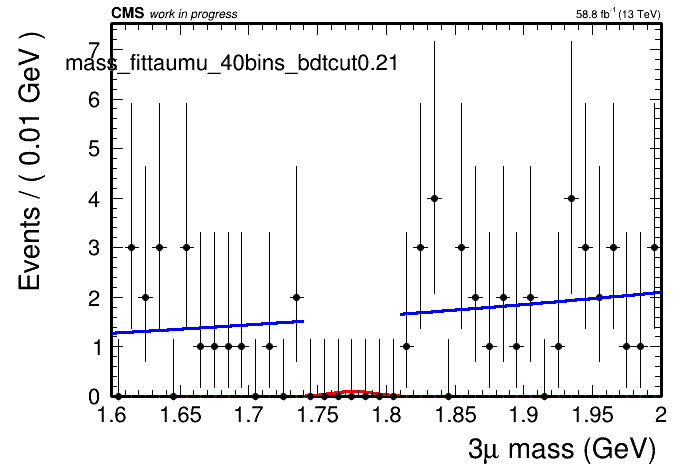 CMS work in progress
58.8 fb-1 (13 TeV)
mass_fittaumu_40bins_bdtcut0.21
Events / ( 0.01 GeV )
7
6
5
4
3
2
1
0
1.6 1.65 1.7 1.75 1.8 1.85 1.9 1.95 2
3μ mass (GeV)